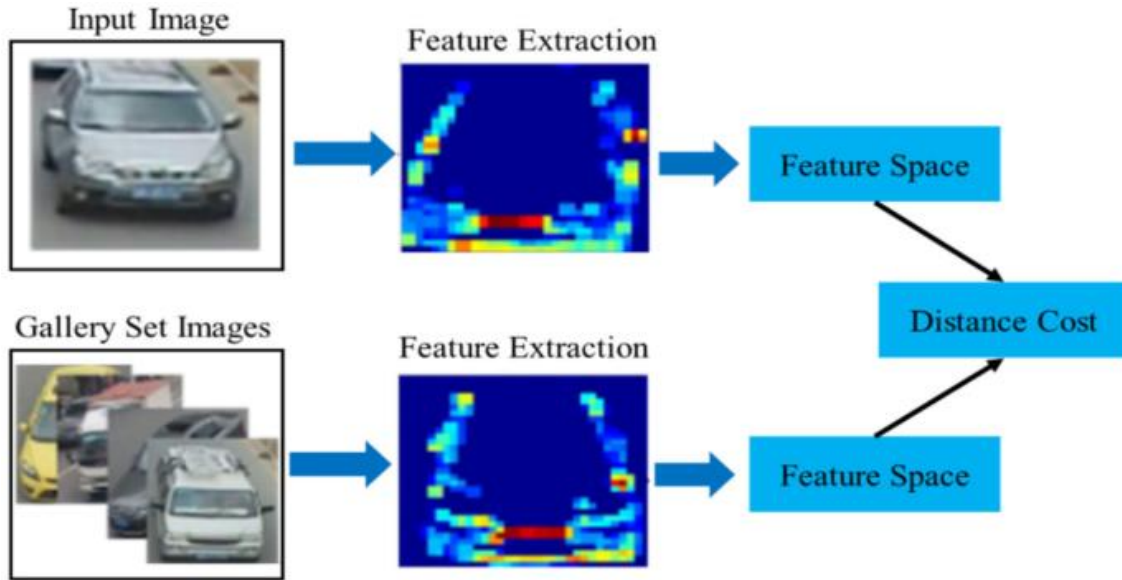 Input Image
Feature Extraction
Feature Space
Distance Cost
Gallery Set Images
Feature Extraction
Feature Space